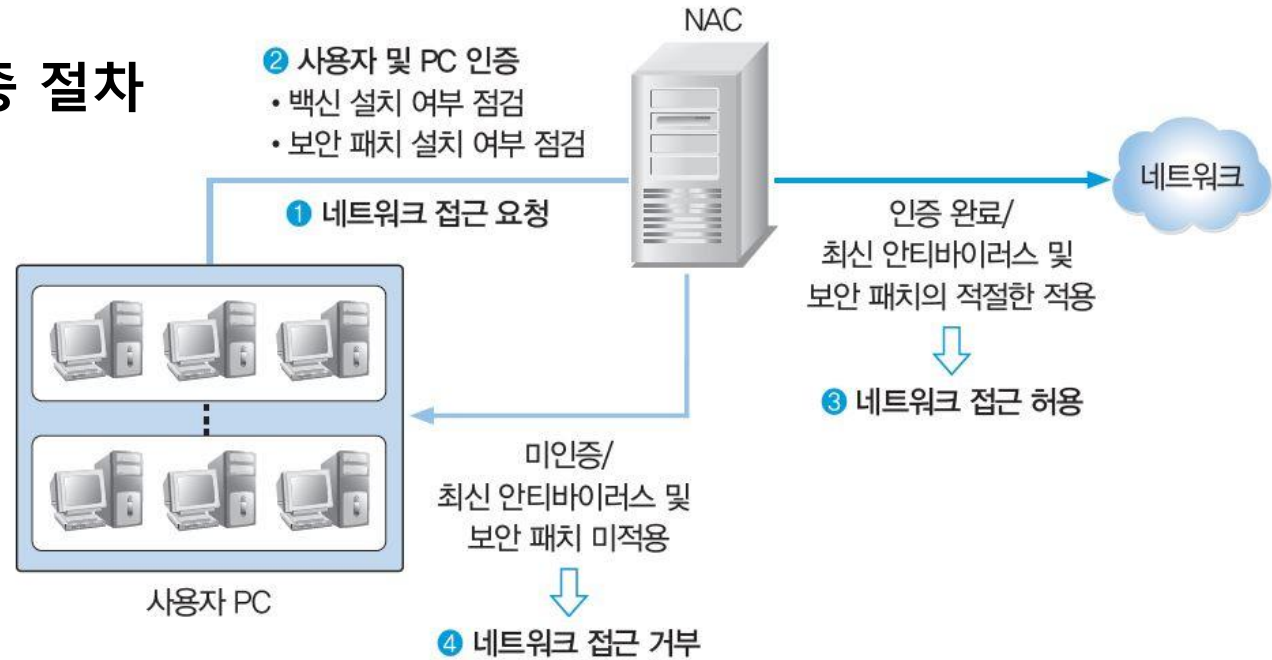 절차
NAC
❷ 사용자 및 PC 인증
• 백신 설치 여부 점검
• 보안 패치 설치 여부 점검
❶ 네트워크 접근 요청
네트워크
인증 완료/
최신 안티바이러스 및
보안 패치의 적절한 적용
❸ 네트워크 접근 허용
미인증/
최신 안티바이러스 및
보안 패치 미적용
❹ 네트워크 접근 거부
사용자 PC